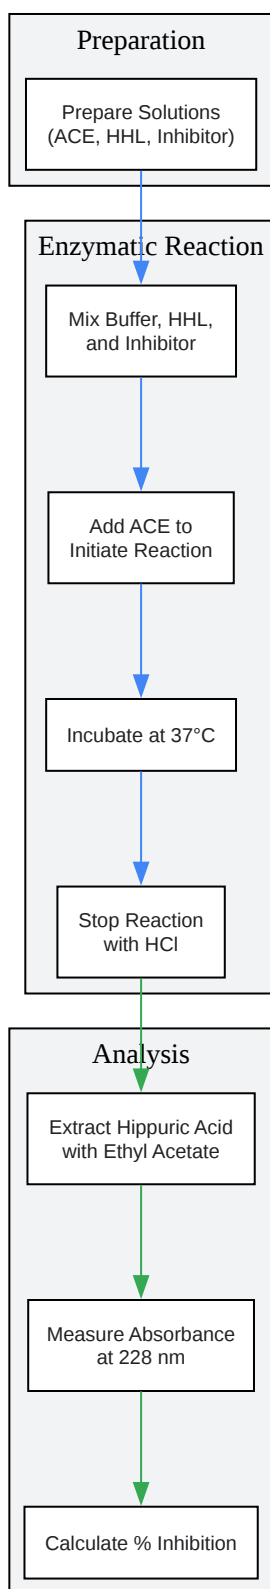 Preparation
Prepare Solutions
(ACE, HHL, Inhibitor)
Enzymatic Reaction
Mix Buffer, HHL,
and Inhibitor
Add ACE to
Initiate Reaction
Incubate at 37°C
Stop Reaction
with HCl
Analysis
Extract Hippuric Acid
with Ethyl Acetate
Measure Absorbance
at 228 nm
Calculate % Inhibition